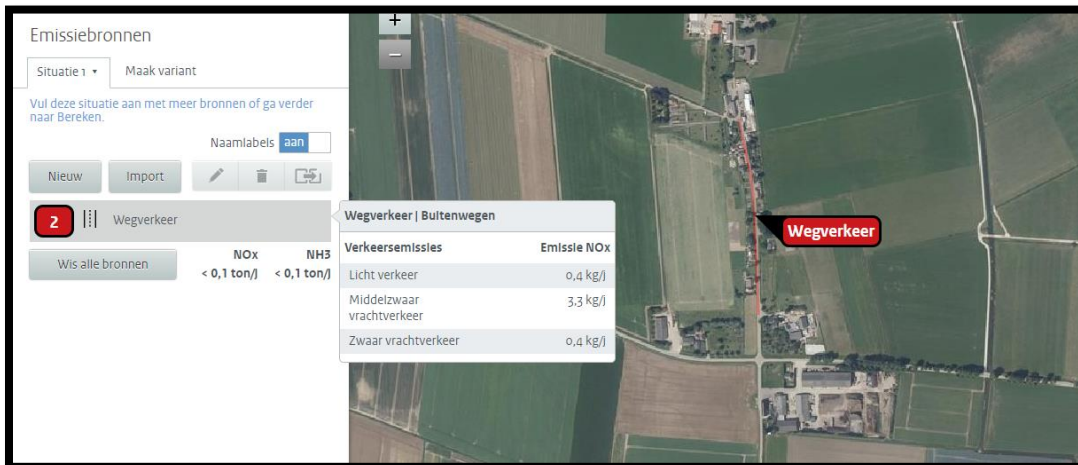 Emissiebronnen
Situatie 1 ▾ Maak variant
Vul deze situatie aan met meer bronnen of ga verder
naar Bereken.
Naamlabels aan
Nieuw Import
2 Wegverkeer
Wis alle bronnen
NOx NH3
< 0,1 ton/j < 0,1 ton/j
Wegverkeer | Buitenwegen
Verkeersemissies Emissie NOx
Licht verkeer 0,4 kg/j
Middelzwaar
vrachtverkeer 3,3 kg/j
Zwaar vrachtverkeer 0,4 kg/j
+
−
Wegverkeer